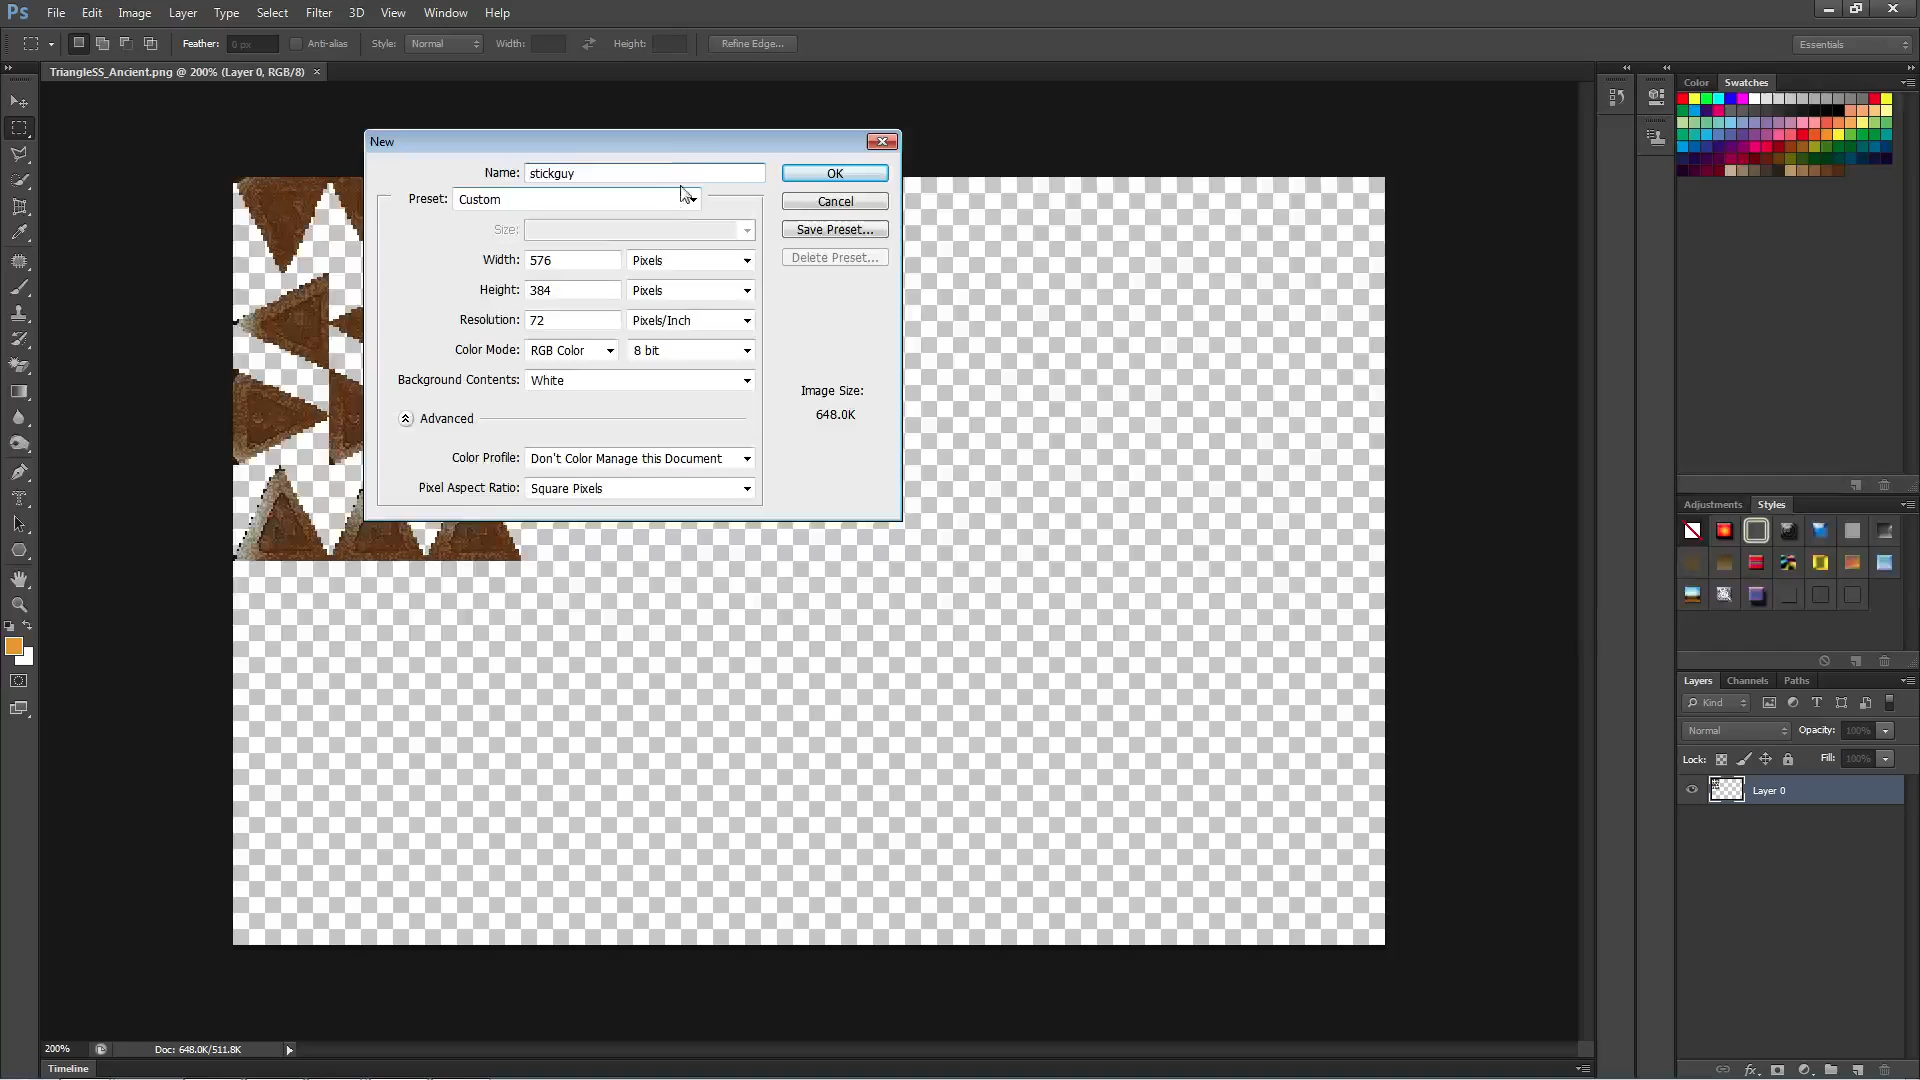 Ps File Edit Image Layer Type Select Filter 3D View Window Help
Feather: 0 px Anti-alias Style: Normal Width: Height: Refine Edge... Essentials
TriangleSS_Ancient.png @ 200% (Layer 0, RGB/8) ×
Color Swatches
New
Name: stickguy OK
Preset: Custom Cancel
Size: Save Preset...
Width: 576 Pixels Delete Preset...
Height: 384 Pixels
Resolution: 72 Pixels/Inch
Color Mode: RGB Color 8 bit
Background Contents: White
Image Size:
648.0K
Advanced
Color Profile: Don't Color Manage this Document
Pixel Aspect Ratio: Square Pixels
Adjustments Styles
Layers Channels Paths
Kind
Normal Opacity: 100%
Lock: Fill: 100%
Layer 0
200% Doc: 648.0K/511.8K
Timeline